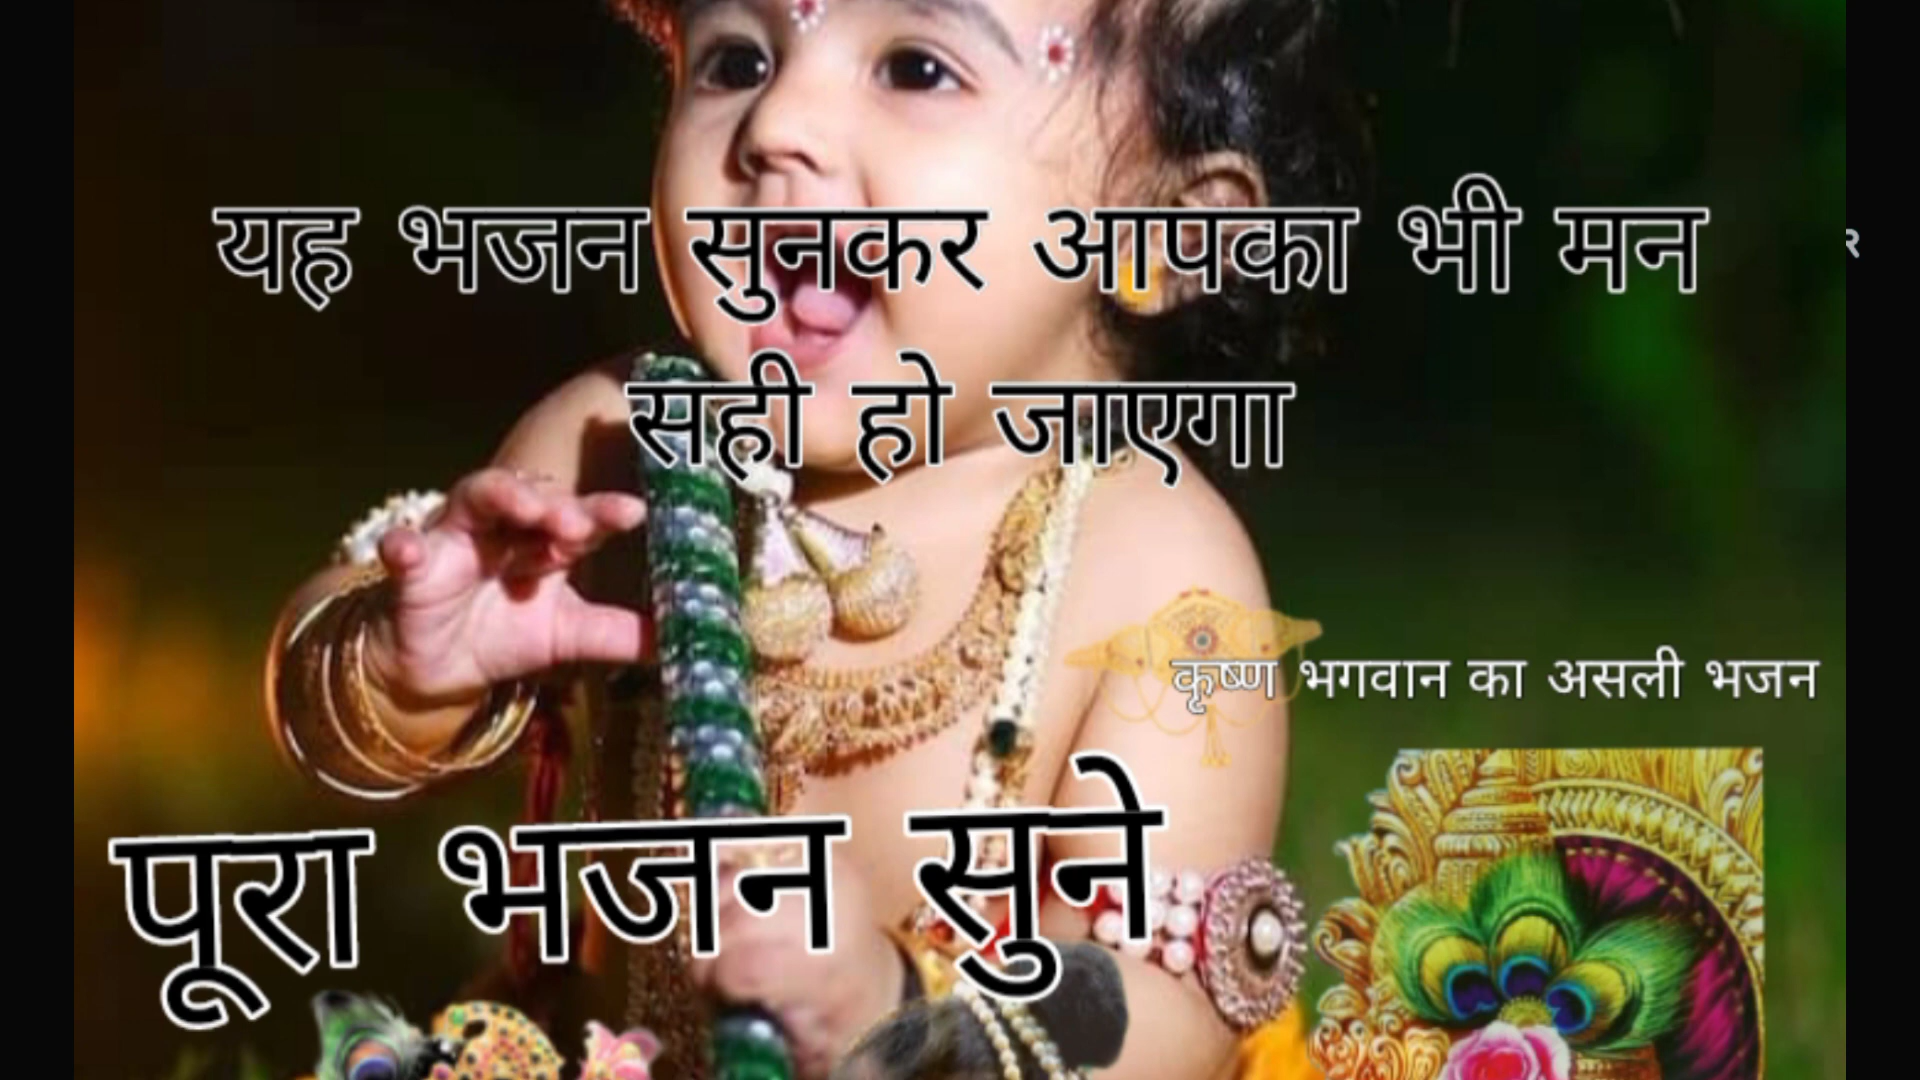 यह भजन सुनकर आपका भी मन
सही हो जाएगा
कृष्ण भगवान का असली भजन
पूरा भजन सुने